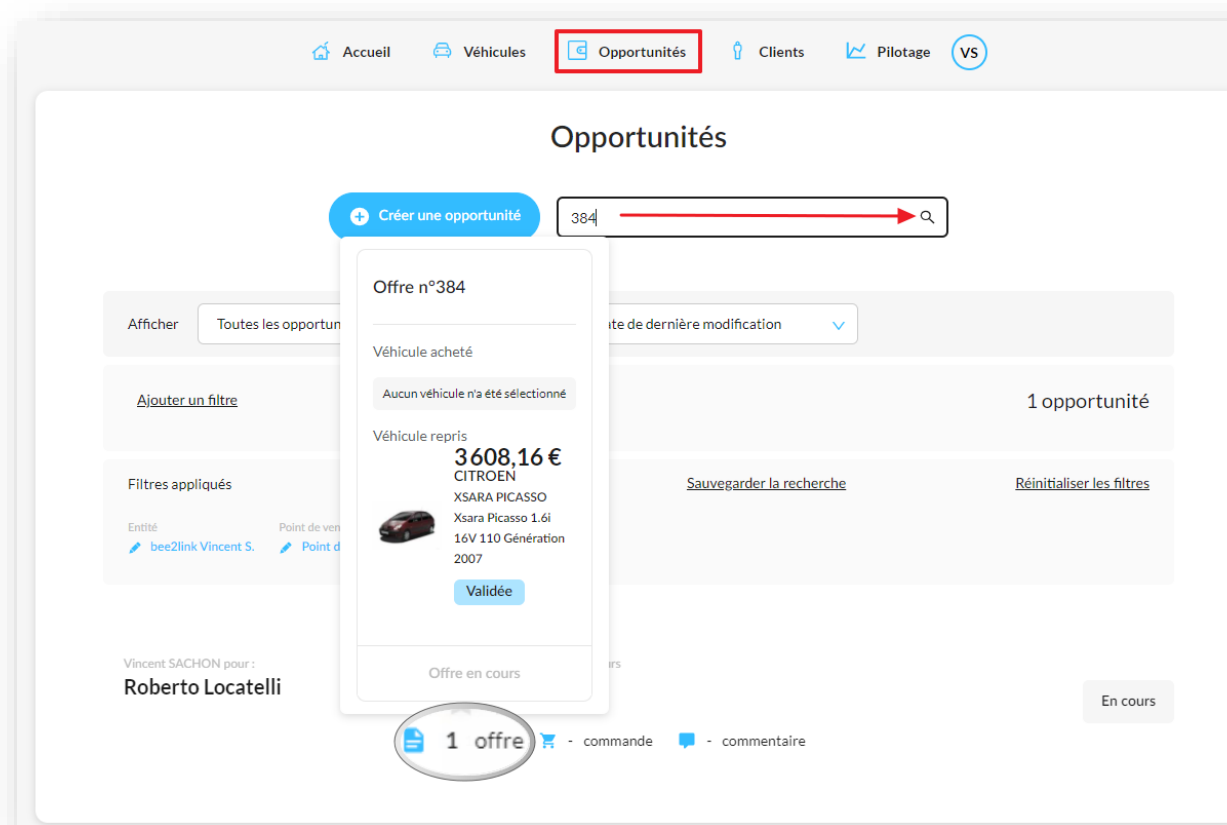 Accueil
Véhicules
Opportunités
Clients
Pilotage
VS
Opportunités
Créer une opportunité
384
Offre n°384
Afficher
Toutes les opportun
te de dernière modification
Véhicule acheté
Aucun véhicule n'a été sélectionné
Ajouter un filtre
1 opportunité
Véhicule repris
3 608,16 €
CITROEN
XSARA PICASSO
Xsara Picasso 1.6i
16V 110 Génération
2007
Validée
Filtres appliqués
Sauvegarder la recherche
Réinitialiser les filtres
Entité
Point de ven
bee2link Vincent S.
Point d
Offre en cours
Vincent SACHON pour :
rs
Roberto Locatelli
En cours
1 offre
- commande
- commentaire